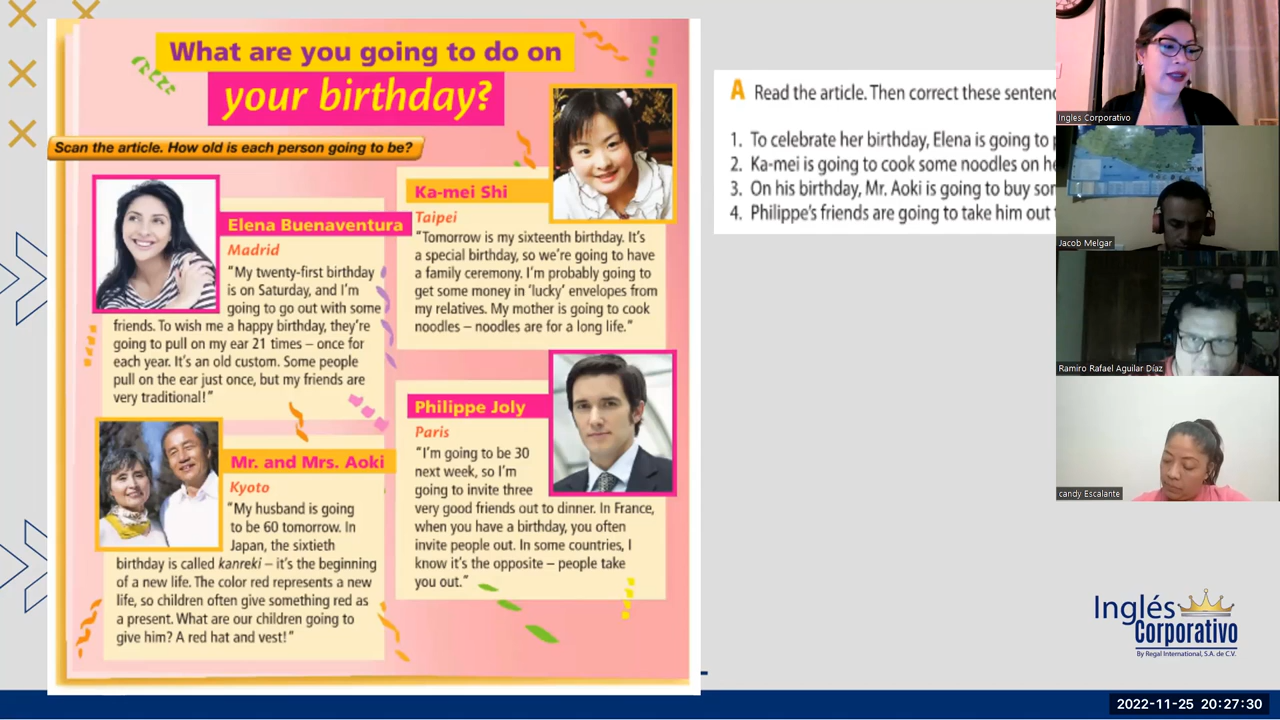 What are you going to do on
your birthday?
Scan the article. How old is each person going to be?
Elena Buenaventura
Madrid
"My twenty-first birthday
is on Saturday, and I'm
going to go out with some
friends. To wish me a happy birthday, they're
going to pull on my ear 21 times – once for
each year. It's an old custom. Some people
pull on the ear just once, but my friends are
very traditional!"
Mr. and Mrs. Aoki
Kyoto
"My husband is going
to be 60 tomorrow. In
Japan, the sixtieth
birthday is called kanreki – it's the beginning
of a new life. The color red represents a new
life, so children often give something red as
a present. What are our children going to
give him? A red hat and vest!"
Ka-mei Shi
Taipei
"Tomorrow is my sixteenth birthday. It's
a special birthday, so we're going to have
a family ceremony. I'm probably going to
get some money in 'lucky' envelopes from
my relatives. My mother is going to cook
noodles – noodles are for a long life."
Philippe Joly
Paris
"I'm going to be 30
next week, so I'm
going to invite three
very good friends out to dinner. In France,
when you have a birthday, you often
invite people out. In some countries, I
know it's the opposite – people take
you out."
A Read the article. Then correct these sentenc
1. To celebrate her birthday, Elena is going to p
2. Ka-mei is going to cook some noodles on he
3. On his birthday, Mr. Aoki is going to buy som
4. Philippe's friends are going to take him out
Ingles Corporativo
Jacob Melgar
Ramiro Rafael Aguilar Díaz
candy Escalante
Inglés
Corporativo
By Regal International, S.A. de C.V.
2022-11-25 20:27:30